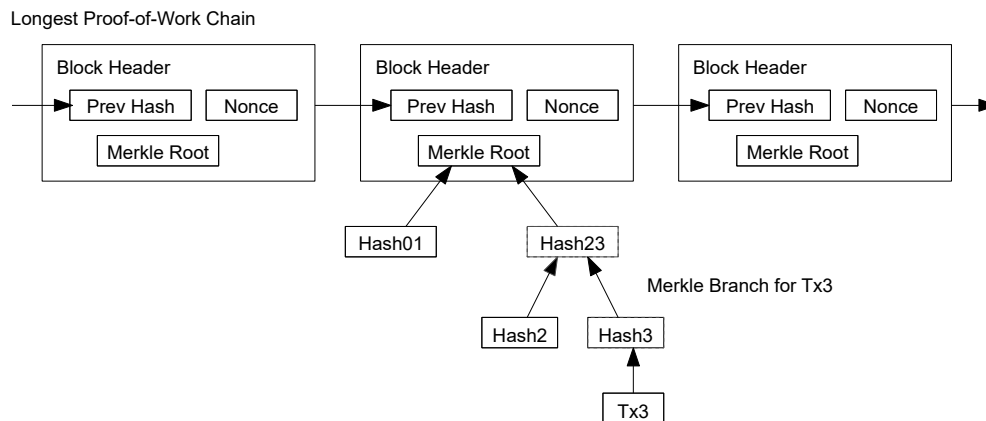 Longest Proof-of-Work Chain
Block Header
Prev Hash
Nonce
Merkle Root
Block Header
Prev Hash
Nonce
Merkle Root
Block Header
Prev Hash
Nonce
Merkle Root
Hash01
Hash23
Merkle Branch for Tx3
Hash2
Hash3
Tx3